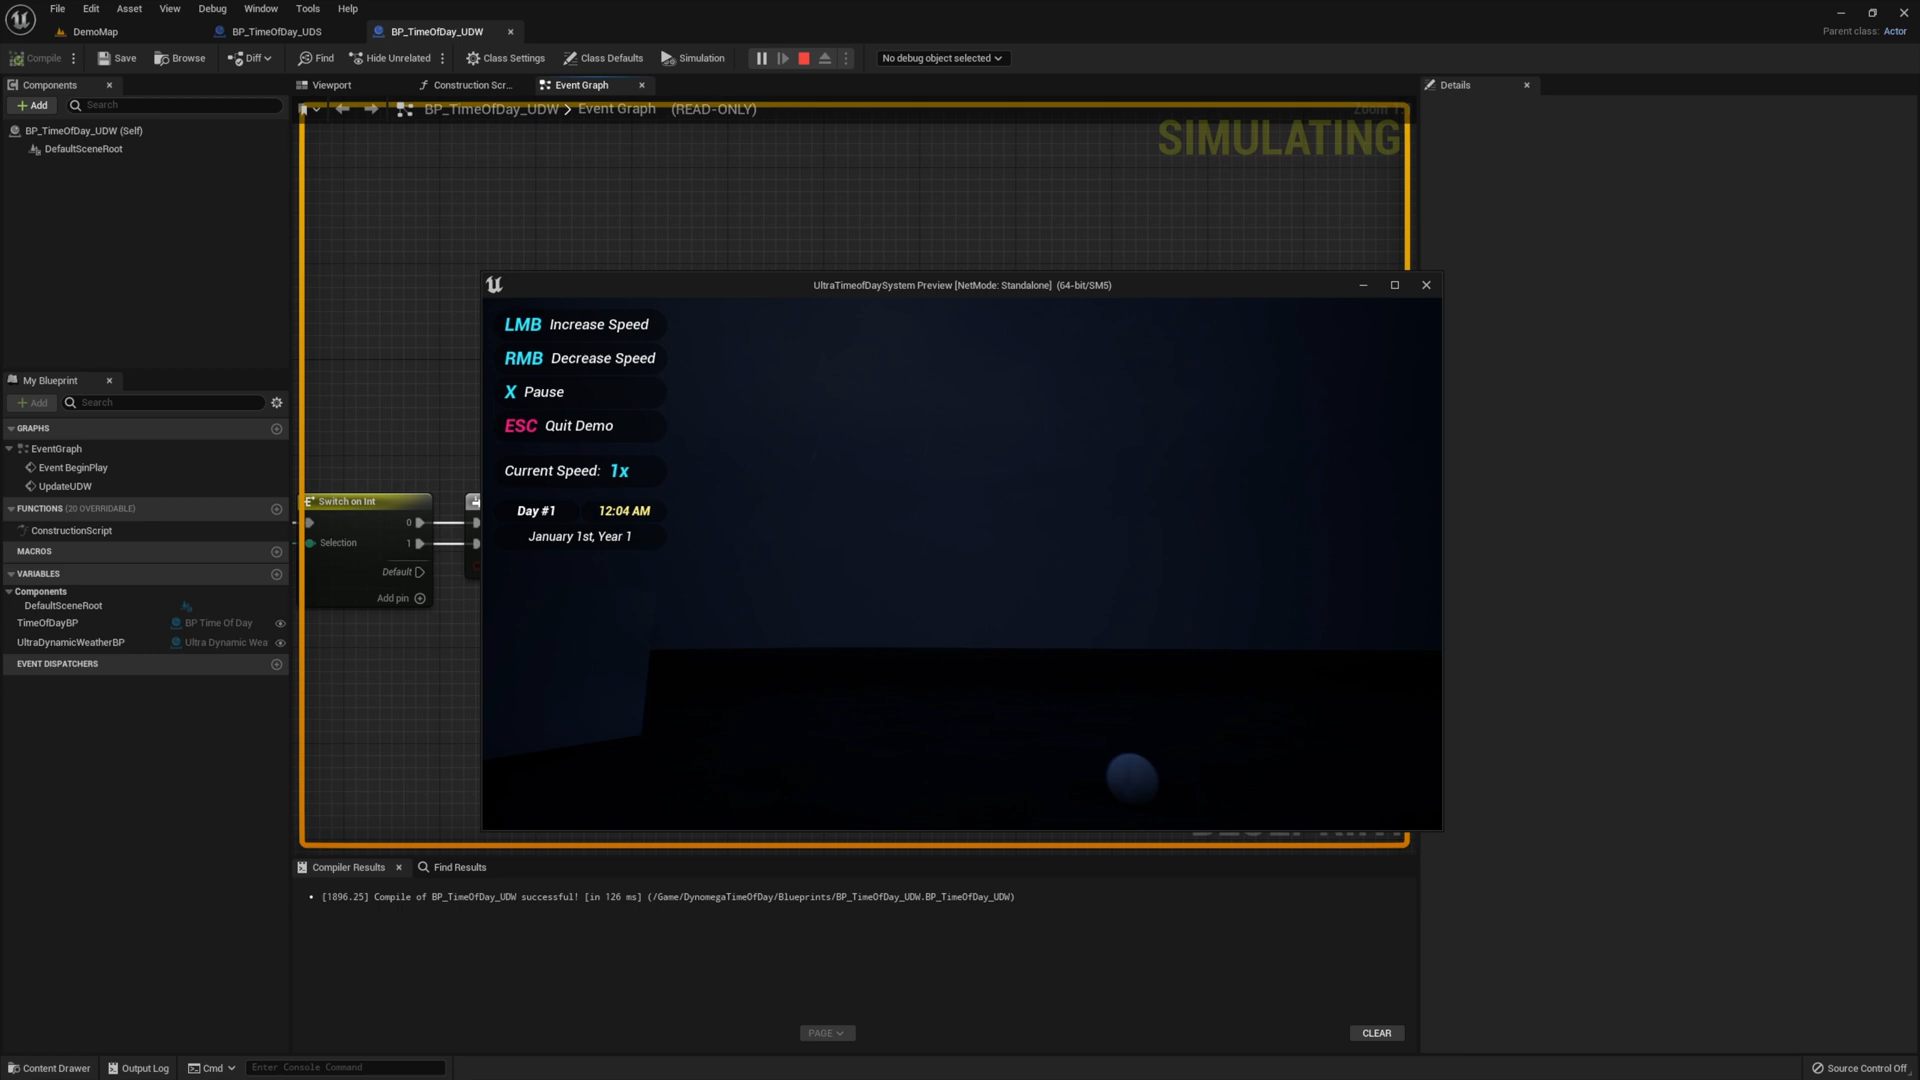 File Edit Asset View Debug Window Tools Help
DemoMap BP_TimeOfDay_UDS BP_TimeOfDay_UDW
Parent class: Actor
Compile Save Browse Diff Find Hide Unrelated Class Settings Class Defaults Simulation No debug object selected
Components
Add Search
BP_TimeOfDay_UDW (Self)
DefaultSceneRoot
Viewport Construction Scr... Event Graph
BP_TimeOfDay_UDW > Event Graph (READ-ONLY)
SIMULATING
Details
My Blueprint
Add Search
GRAPHS
EventGraph
Event BeginPlay
UpdateUDW
FUNCTIONS (20 OVERRIDABLE)
ConstructionScript
MACROS
VARIABLES
Components
DefaultSceneRoot
TimeOfDayBP BP Time Of Day
UltraDynamicWeatherBP Ultra Dynamic Wea
EVENT DISPATCHERS
Switch on Int
0
Selection 1
Default
Add pin
UltraTimeofDaySystem Preview [NetMode: Standalone] (64-bit/SM5)
LMB Increase Speed
RMB Decrease Speed
X Pause
ESC Quit Demo
Current Speed: 1x
Day #1 12:04 AM
January 1st, Year 1
Compiler Results Find Results
[1896.25] Compile of BP_TimeOfDay_UDW successful! [in 126 ms] (/Game/DynomegaTimeOfDay/Blueprints/BP_TimeOfDay_UDW.BP_TimeOfDay_UDW)
PAGE CLEAR
Content Drawer Output Log Cmd Enter Console Command Source Control Off